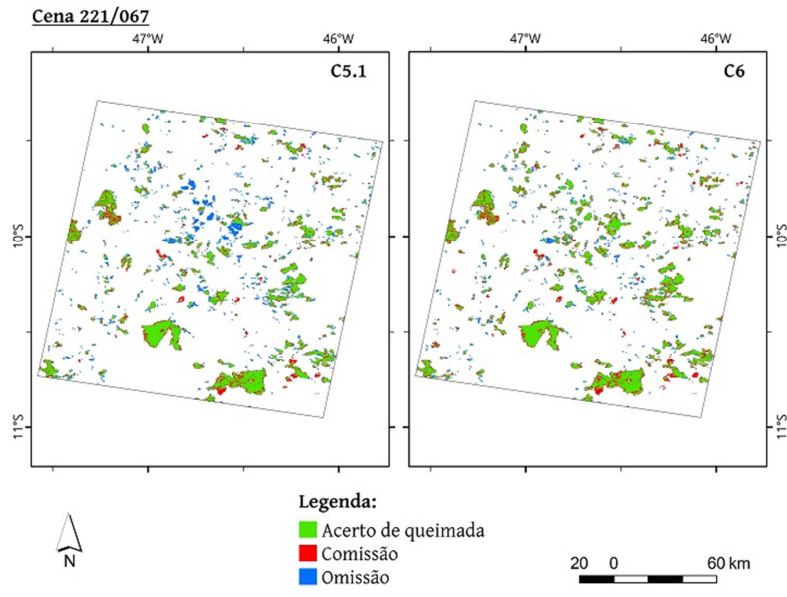 Cena 221/067
47°W 46°W 47°W 46°W
C5.1 C6
10°S 10°S
11°S 11°S
Legenda:
Acerto de queimada
Comissão
Omissão
N
20 0 60 km